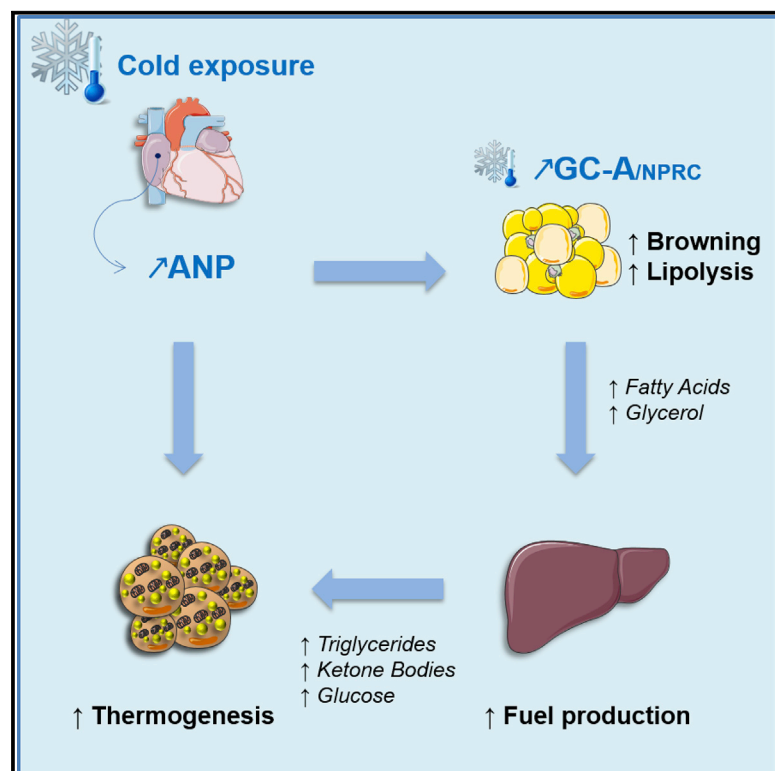 Cold exposure
↗GC-A/NPRC
↑ Browning
↑ Lipolysis
↗ANP
↑ Fatty Acids
↑ Glycerol
↑ Triglycerides
↑ Ketone Bodies
↑ Glucose
↑ Thermogenesis
↑ Fuel production